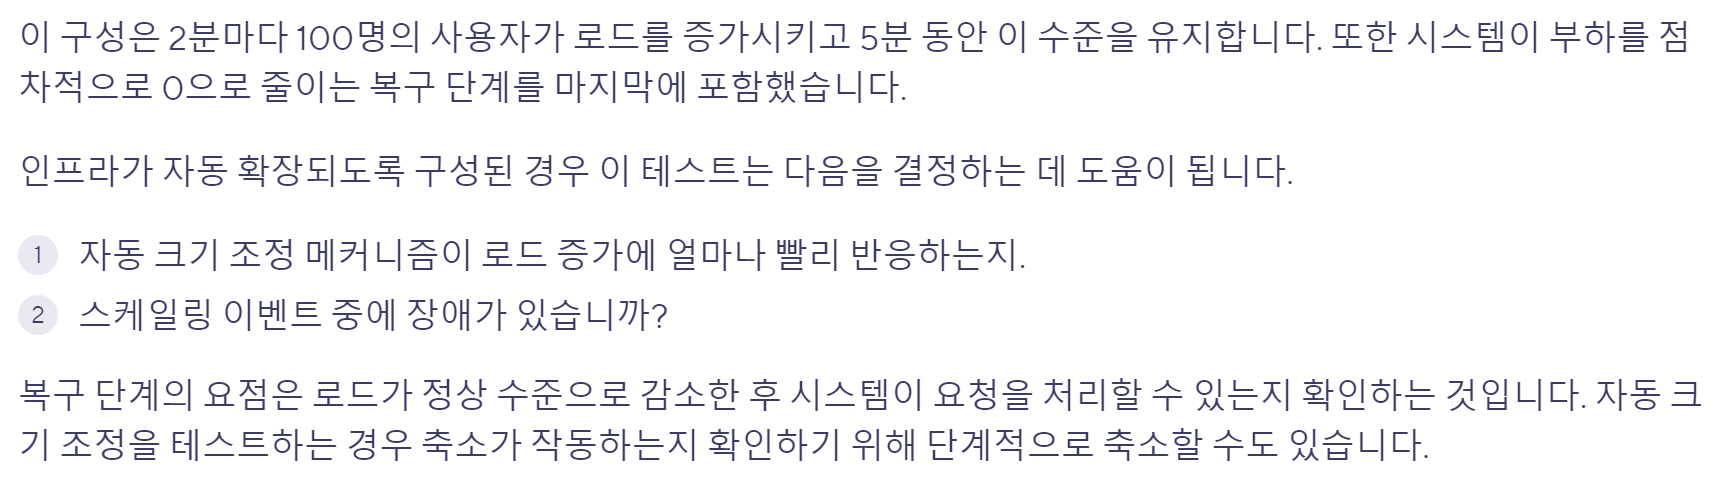 이 구성은 2분마다 100명의 사용자가 로드를 증가시키고 5분 동안 이 수준을 유지합니다. 또한 시스템이 부하를 점
차적으로 0으로 줄이는 복구 단계를 마지막에 포함했습니다.
인프라가 자동 확장되도록 구성된 경우 이 테스트는 다음을 결정하는 데 도움이 됩니다.
1 자동 크기 조정 메커니즘이 로드 증가에 얼마나 빨리 반응하는지.
2 스케일링 이벤트 중에 장애가 있습니까?
복구 단계의 요점은 로드가 정상 수준으로 감소한 후 시스템이 요청을 처리할 수 있는지 확인하는 것입니다. 자동 크
기 조정을 테스트하는 경우 축소가 작동하는지 확인하기 위해 단계적으로 축소할 수도 있습니다.